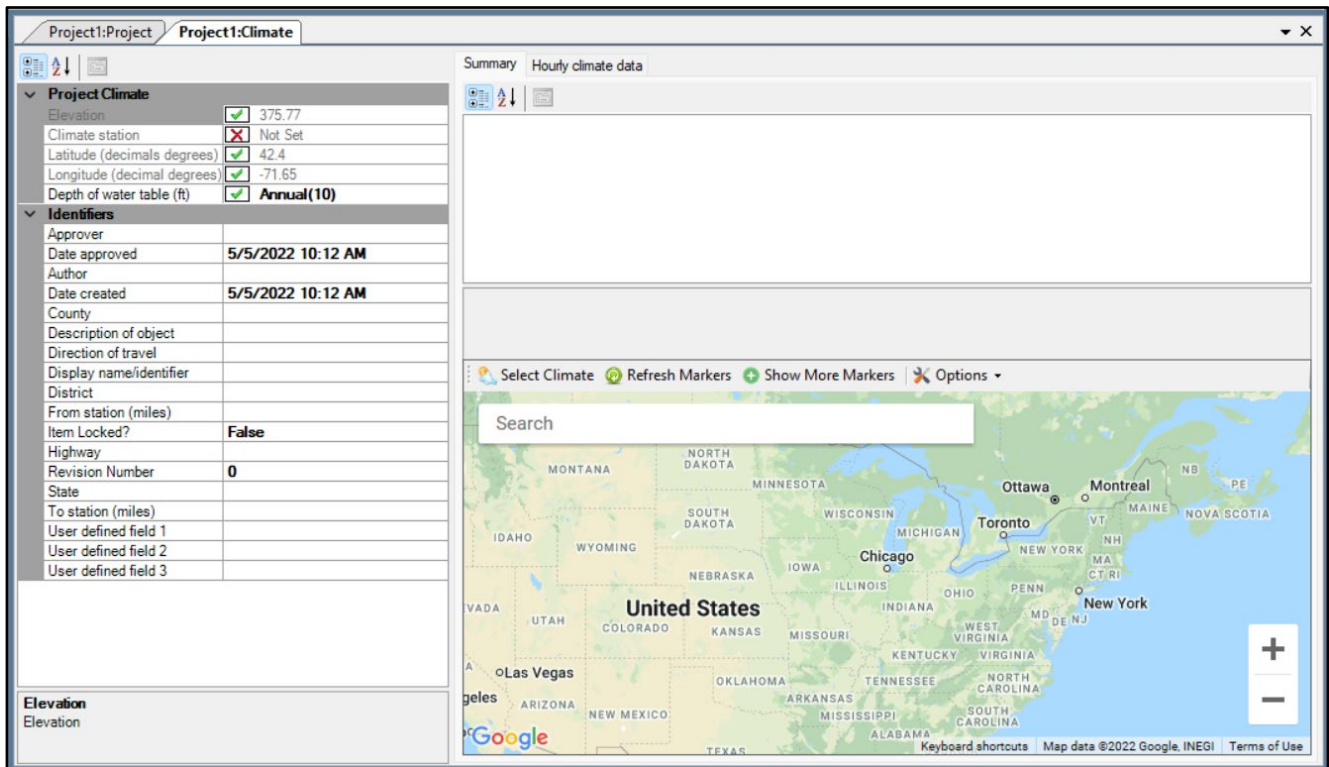 Project1:Project Project1:Climate
Project Climate
Elevation 375.77
Climate station Not Set
Latitude (decimals degrees) 42.4
Longitude (decimal degrees) -71.65
Depth of water table (ft) Annual(10)
Identifiers
Approver
Date approved 5/5/2022 10:12 AM
Author
Date created 5/5/2022 10:12 AM
County
Description of object
Direction of travel
Display name/identifier
District
From station (miles)
Item Locked? False
Highway
Revision Number 0
State
To station (miles)
User defined field 1
User defined field 2
User defined field 3
Elevation
Elevation
Summary Hourly climate data
Select Climate Refresh Markers Show More Markers Options
Search
NORTH
DAKOTA
MONTANA
MINNESOTA
Ottawa
Montreal
NB
PE
SOUTH
DAKOTA
WISCONSIN
MICHIGAN
Toronto
VT
MAINE
NOVA SCOTIA
IDAHO
WYOMING
Chicago
NEW YORK
NH
MA
CT RI
NEBRASKA
IOWA
ILLINOIS
OHIO
PENN
New York
EVADA
UTAH
United States
COLORADO
KANSAS
MISSOURI
INDIANA
WEST
VIRGINIA
MD
DE
NJ
KENTUCKY
VIRGINIA
A
Las Vegas
OKLAHOMA
TENNESSEE
NORTH
CAROLINA
geles
ARIZONA
NEW MEXICO
ARKANSAS
MISSISSIPPI
SOUTH
CAROLINA
ALABAMA
TEXAS
Google
Keyboard shortcuts Map data ©2022 Google, INEGI Terms of Use